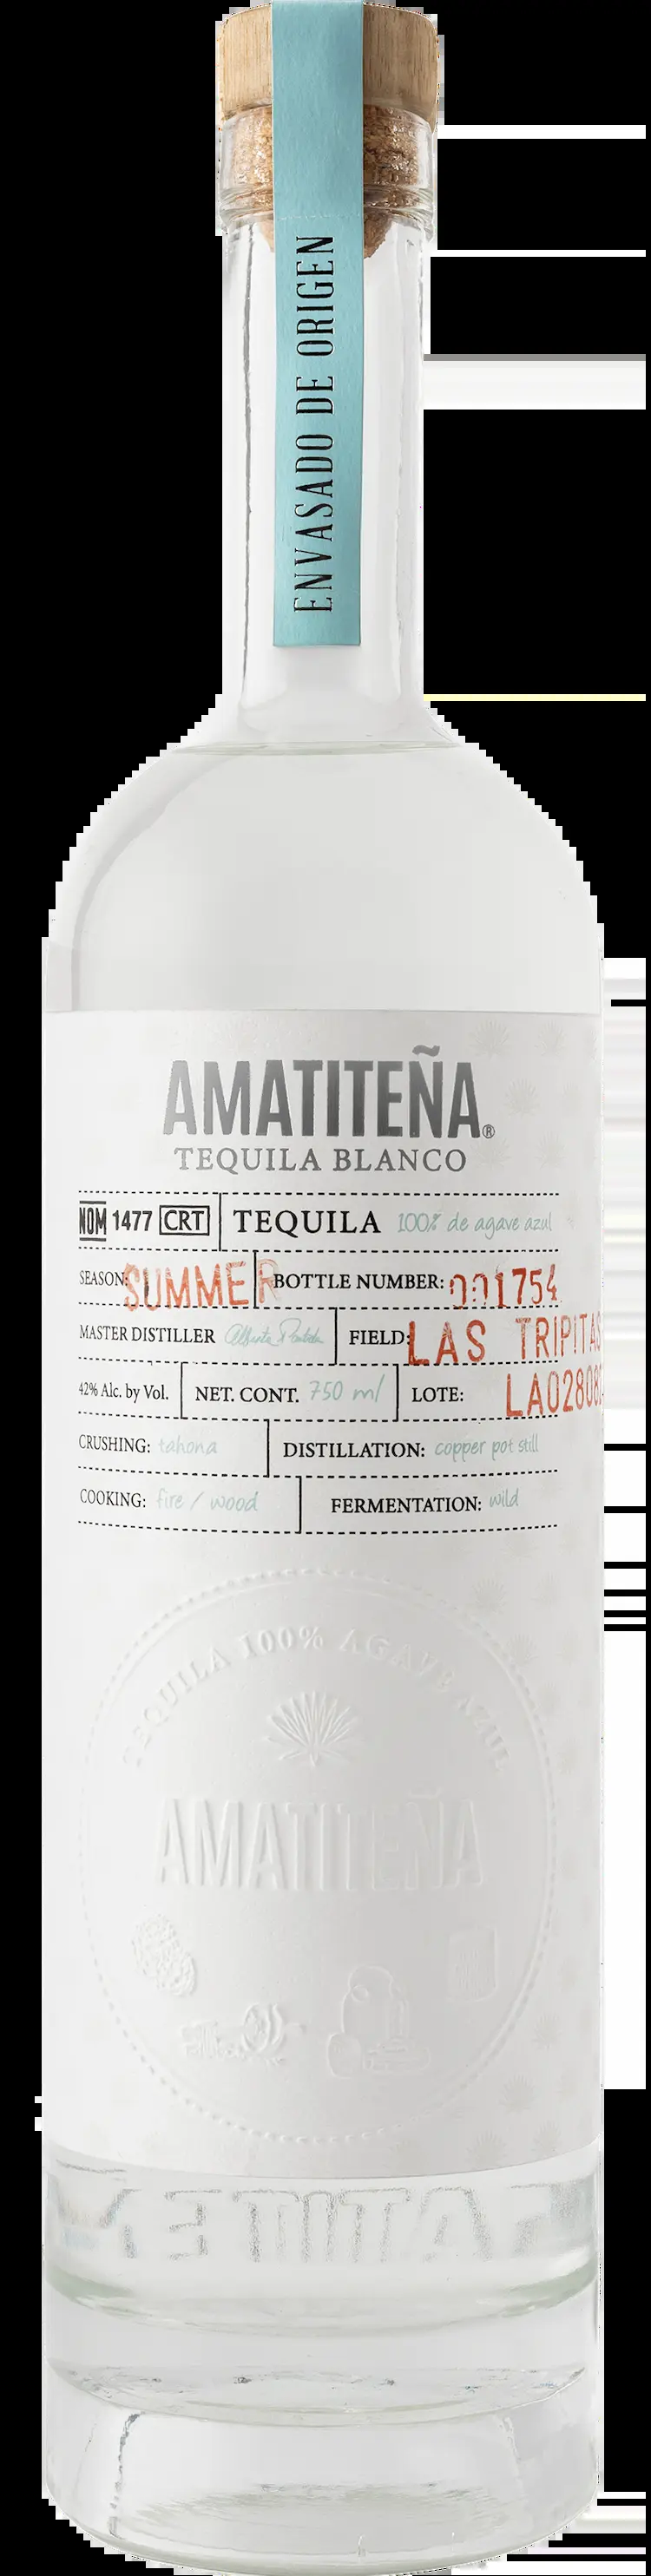 ENVASADO DE ORIGEN
AMATITEÑA®
TEQUILA BLANCO
NOM 1477 CRT TEQUILA 100% de agave azul
SEASON: SUMMER BOTTLE NUMBER: 001754
MASTER DISTILLER FIELD: LAS TRIPITAS
42% Alc. by Vol. NET. CONT. 750 ml LOTE:
CRUSHING: tahona DISTILLATION: copper pot still
COOKING: fire / wood FERMENTATION: wild
TEQUILA 100% AGAVE AZUL
AMATITEÑA